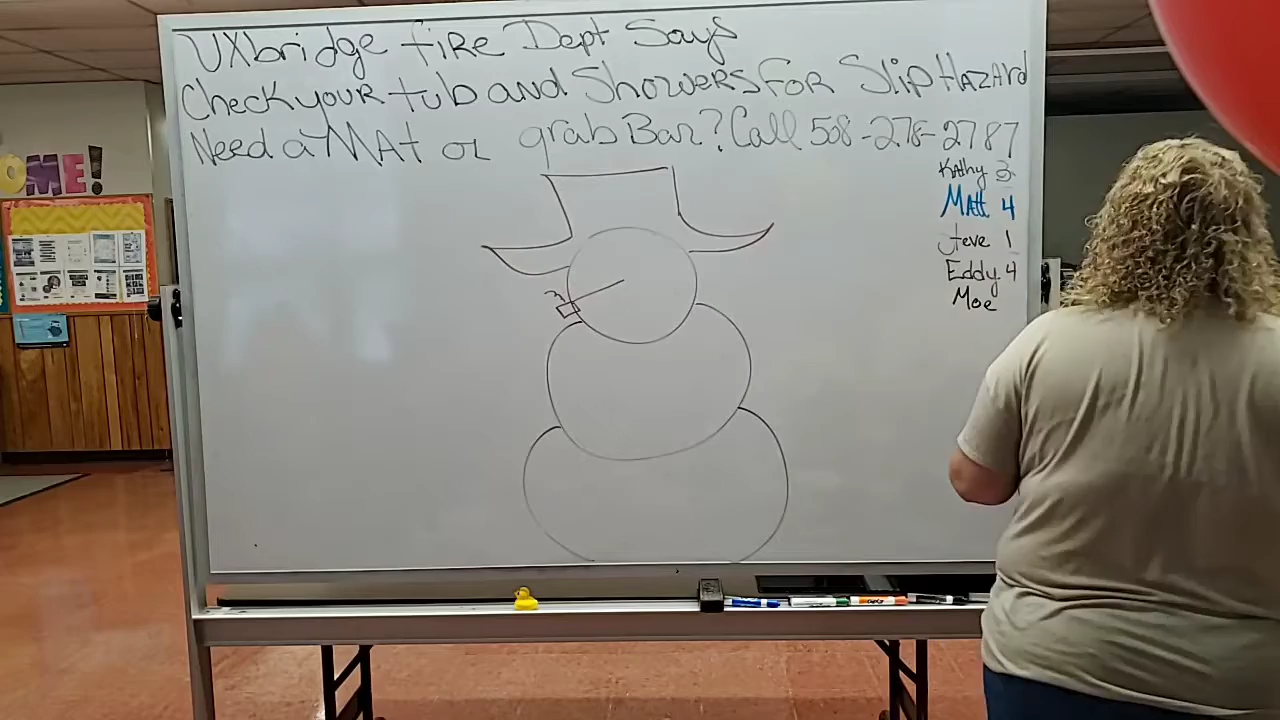 OME!
UXbridge fire Dept Says
Check your tub and Showers For Slip Hazard
Need a Mat or grab Bar? Call 508-278-2787
Kathy 3
Matt 4
Steve 1
Eddy 4
Moe